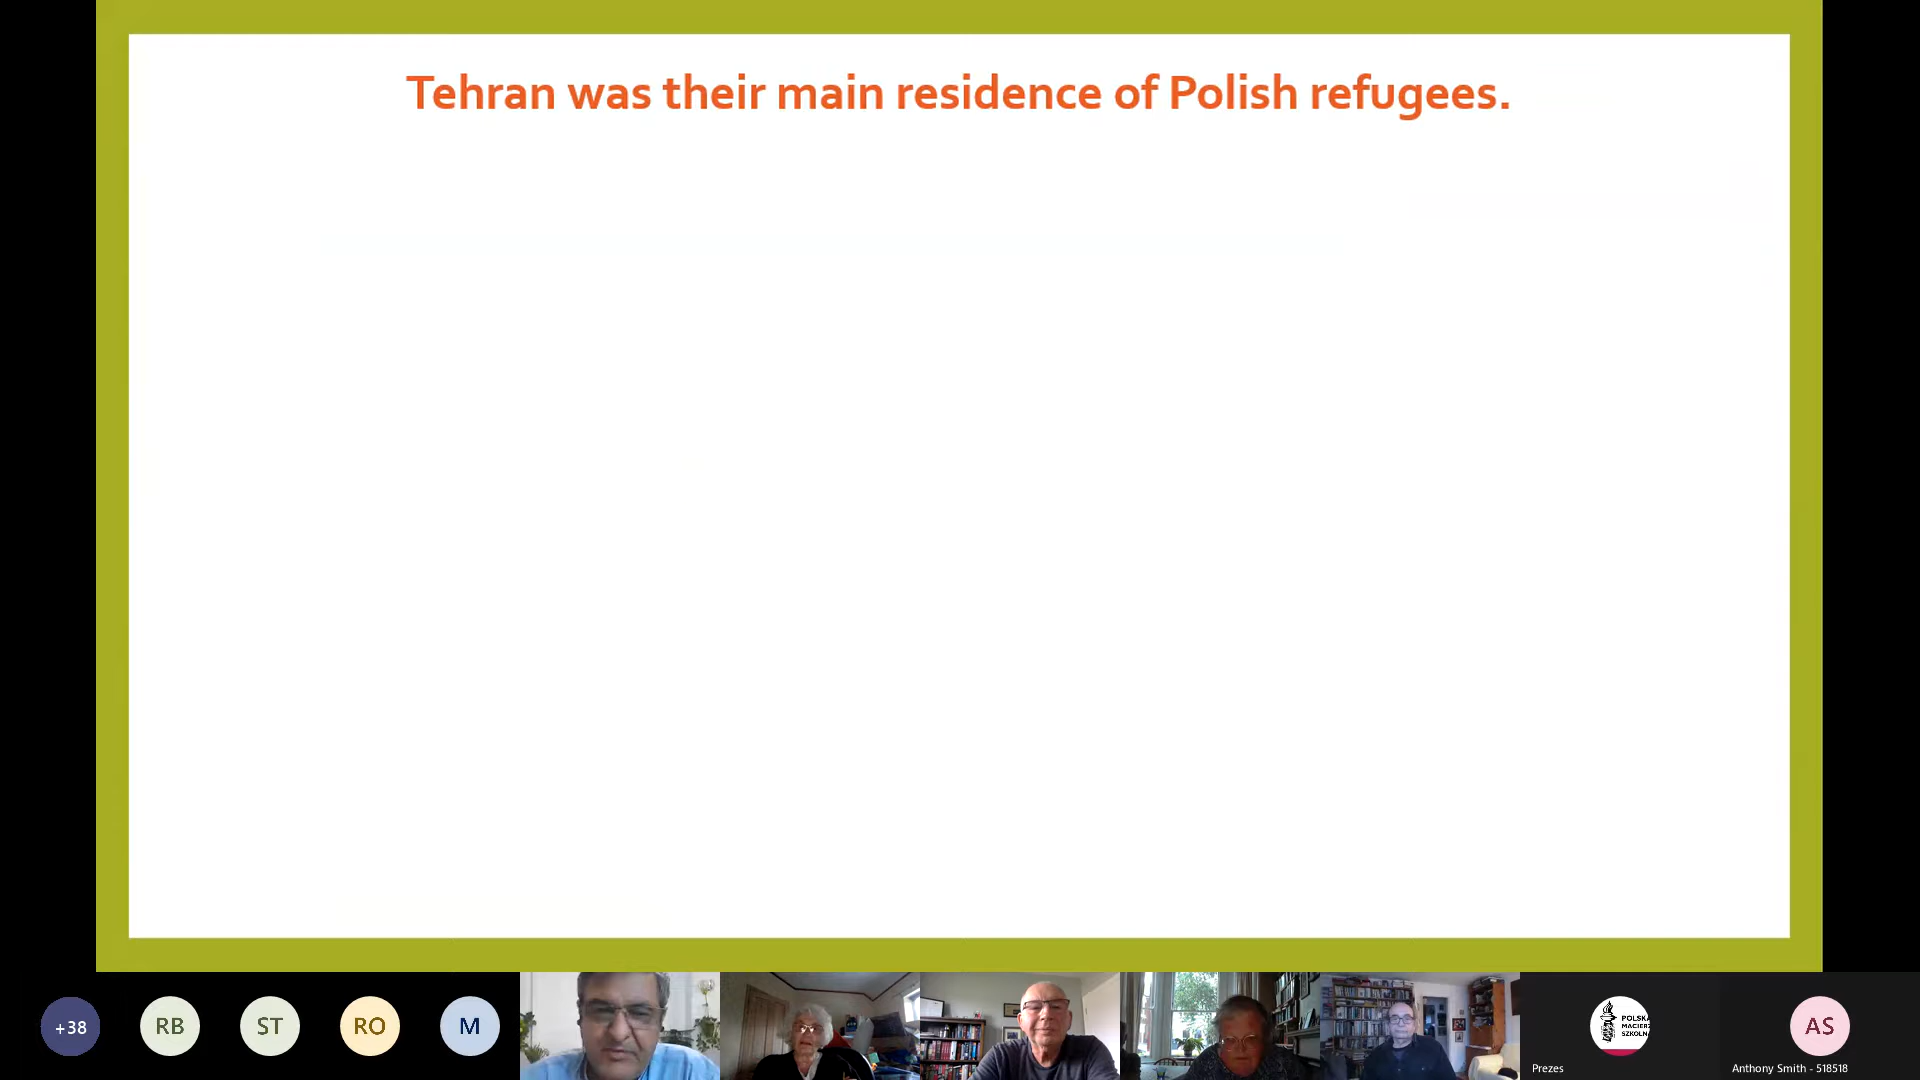 Tehran was their main residence of Polish refugees.
+38
RB
ST
RO
M
POLSKA
MACIERZ
SZKOLNA
AS
Prezes
Anthony Smith - 518518